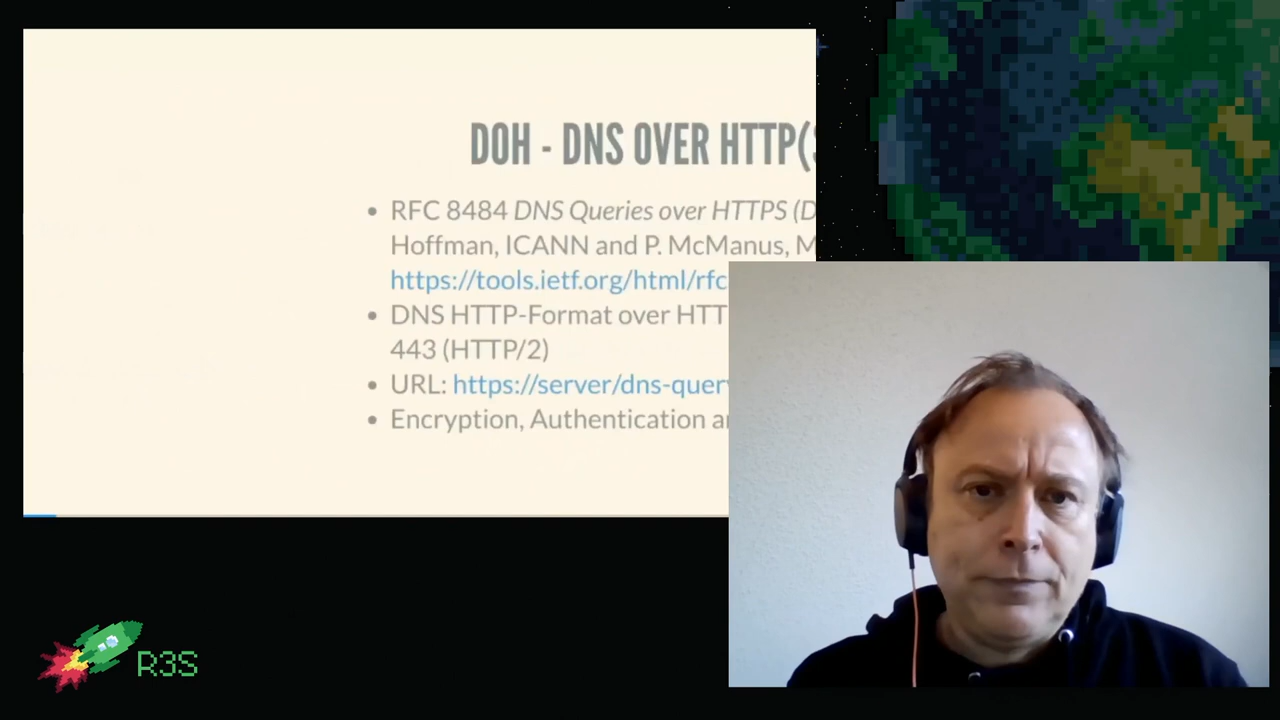 DOH - DNS OVER HTTP(
RFC 8484 DNS Queries over HTTPS (D
Hoffman, ICANN and P. McManus, M
https://tools.ietf.org/html/rfc
DNS HTTP-Format over HTT
443 (HTTP/2)
URL: https://server/dns-quer
Encryption, Authentication a
R3S